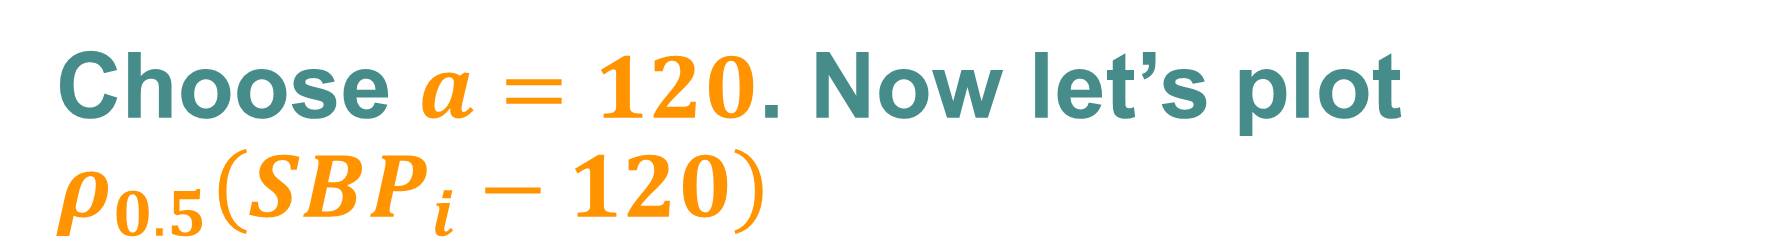 Choose 𝒂 = 𝟏𝟐𝟎. Now let’s plot
𝝆₀.₅(𝑺𝑩𝑷ᵢ − 𝟏𝟐𝟎)